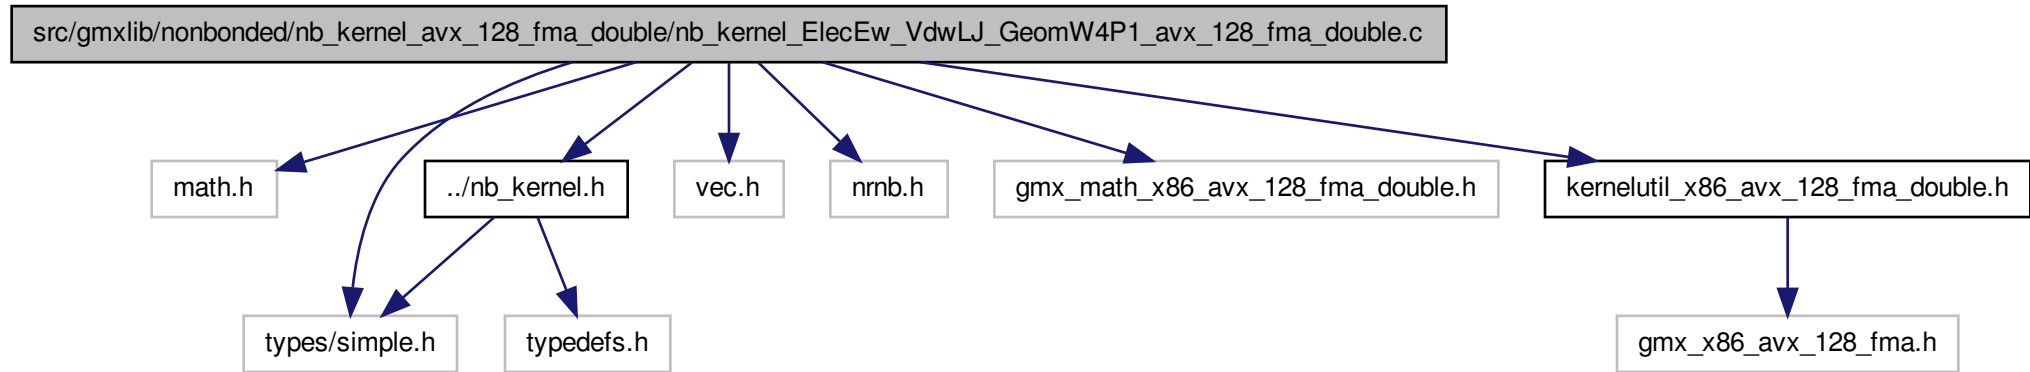 src/gmxlib/nonbonded/nb_kernel_avx_128_fma_double/nb_kernel_ElecEw_VdwLJ_GeomW4P1_avx_128_fma_double.c
math.h
../nb_kernel.h
vec.h
nrnb.h
gmx_math_x86_avx_128_fma_double.h
kernelutil_x86_avx_128_fma_double.h
types/simple.h
typedefs.h
gmx_x86_avx_128_fma.h